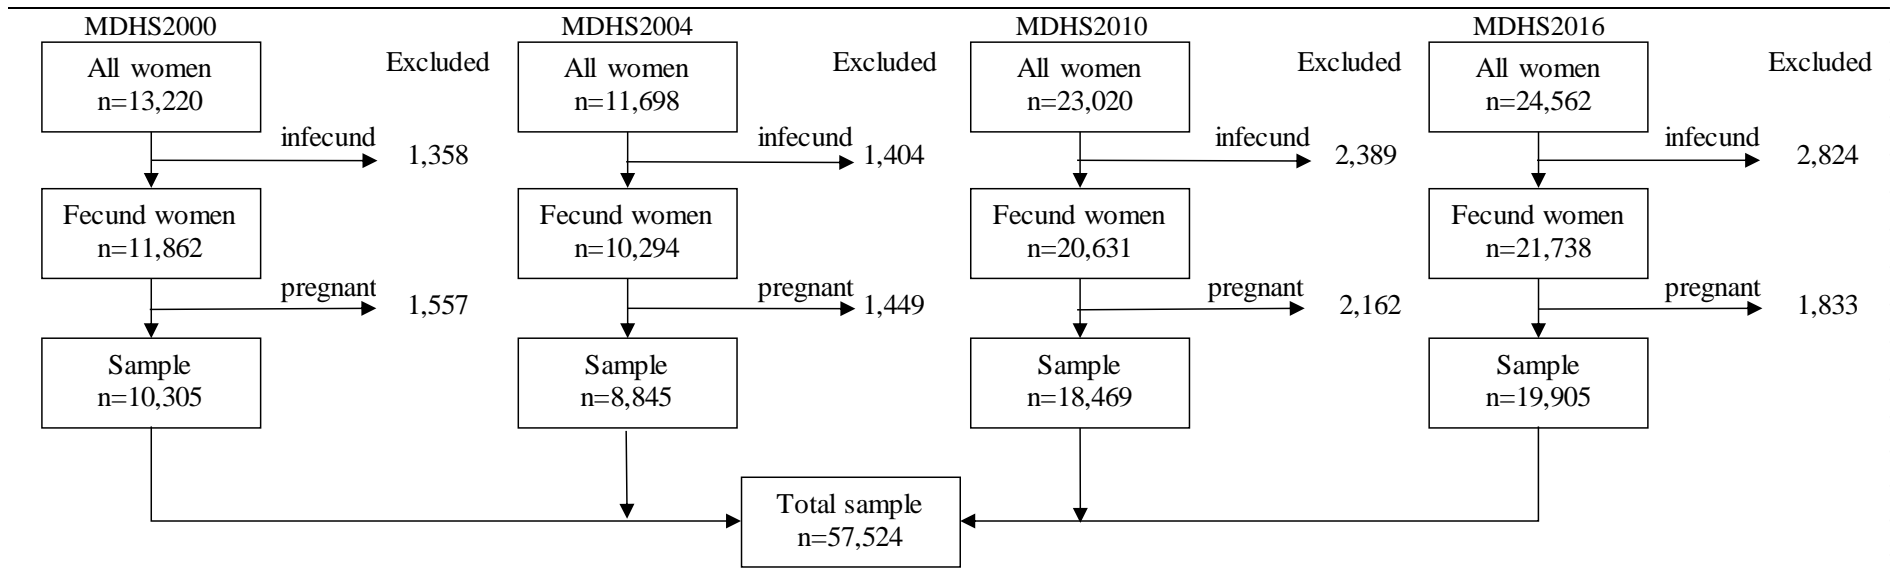 MDHS2000
MDHS2004
MDHS2010
MDHS2016
All women
n=13,220
Excluded
All women
n=11,698
Excluded
All women
n=23,020
Excluded
All women
n=24,562
Excluded
infecund
1,358
infecund
1,404
infecund
2,389
infecund
2,824
Fecund women
n=11,862
Fecund women
n=10,294
Fecund women
n=20,631
Fecund women
n=21,738
pregnant
1,557
pregnant
1,449
pregnant
2,162
pregnant
1,833
Sample
n=10,305
Sample
n=8,845
Sample
n=18,469
Sample
n=19,905
Total sample
n=57,524